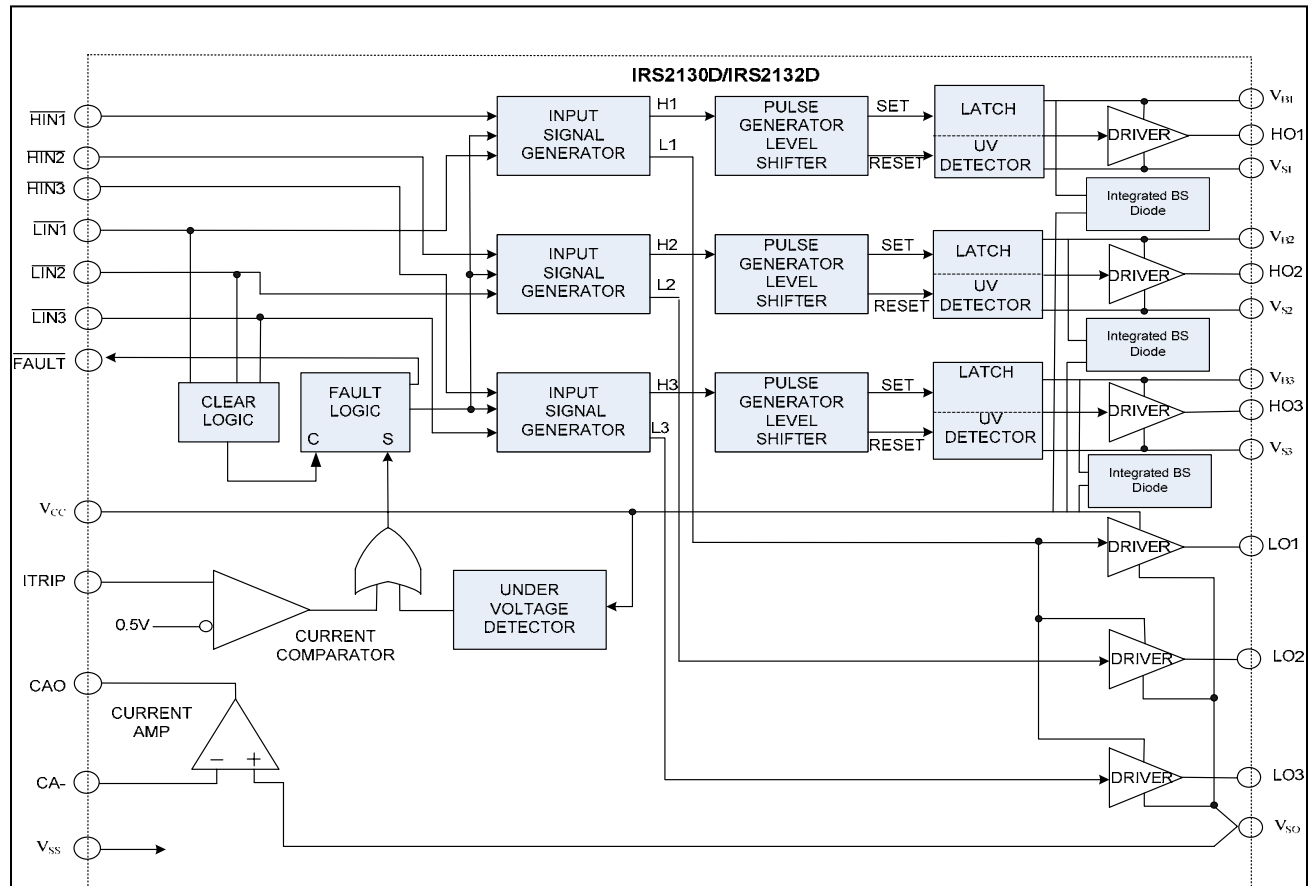 IRS2130D/IRS2132D
HIN1
HIN2
HIN3
LIN1
LIN2
LIN3
FAULT
VCC
ITRIP
0.5V
CAO
CA-
VSS
INPUT
SIGNAL
GENERATOR
H1
L1
PULSE
GENERATOR
LEVEL
SHIFTER
SET
RESET
LATCH
UV
DETECTOR
DRIVER
Integrated BS
Diode
VB1
HO1
VS1
INPUT
SIGNAL
GENERATOR
H2
L2
PULSE
GENERATOR
LEVEL
SHIFTER
SET
RESET
LATCH
UV
DETECTOR
DRIVER
Integrated BS
Diode
VB2
HO2
VS2
CLEAR
LOGIC
FAULT
LOGIC
C
S
INPUT
SIGNAL
GENERATOR
H3
L3
PULSE
GENERATOR
LEVEL
SHIFTER
SET
RESET
LATCH
UV
DETECTOR
DRIVER
Integrated BS
Diode
VB3
HO3
VS3
CURRENT
COMPARATOR
UNDER
VOLTAGE
DETECTOR
DRIVER
LO1
DRIVER
LO2
CURRENT
AMP
−
+
DRIVER
LO3
VSO